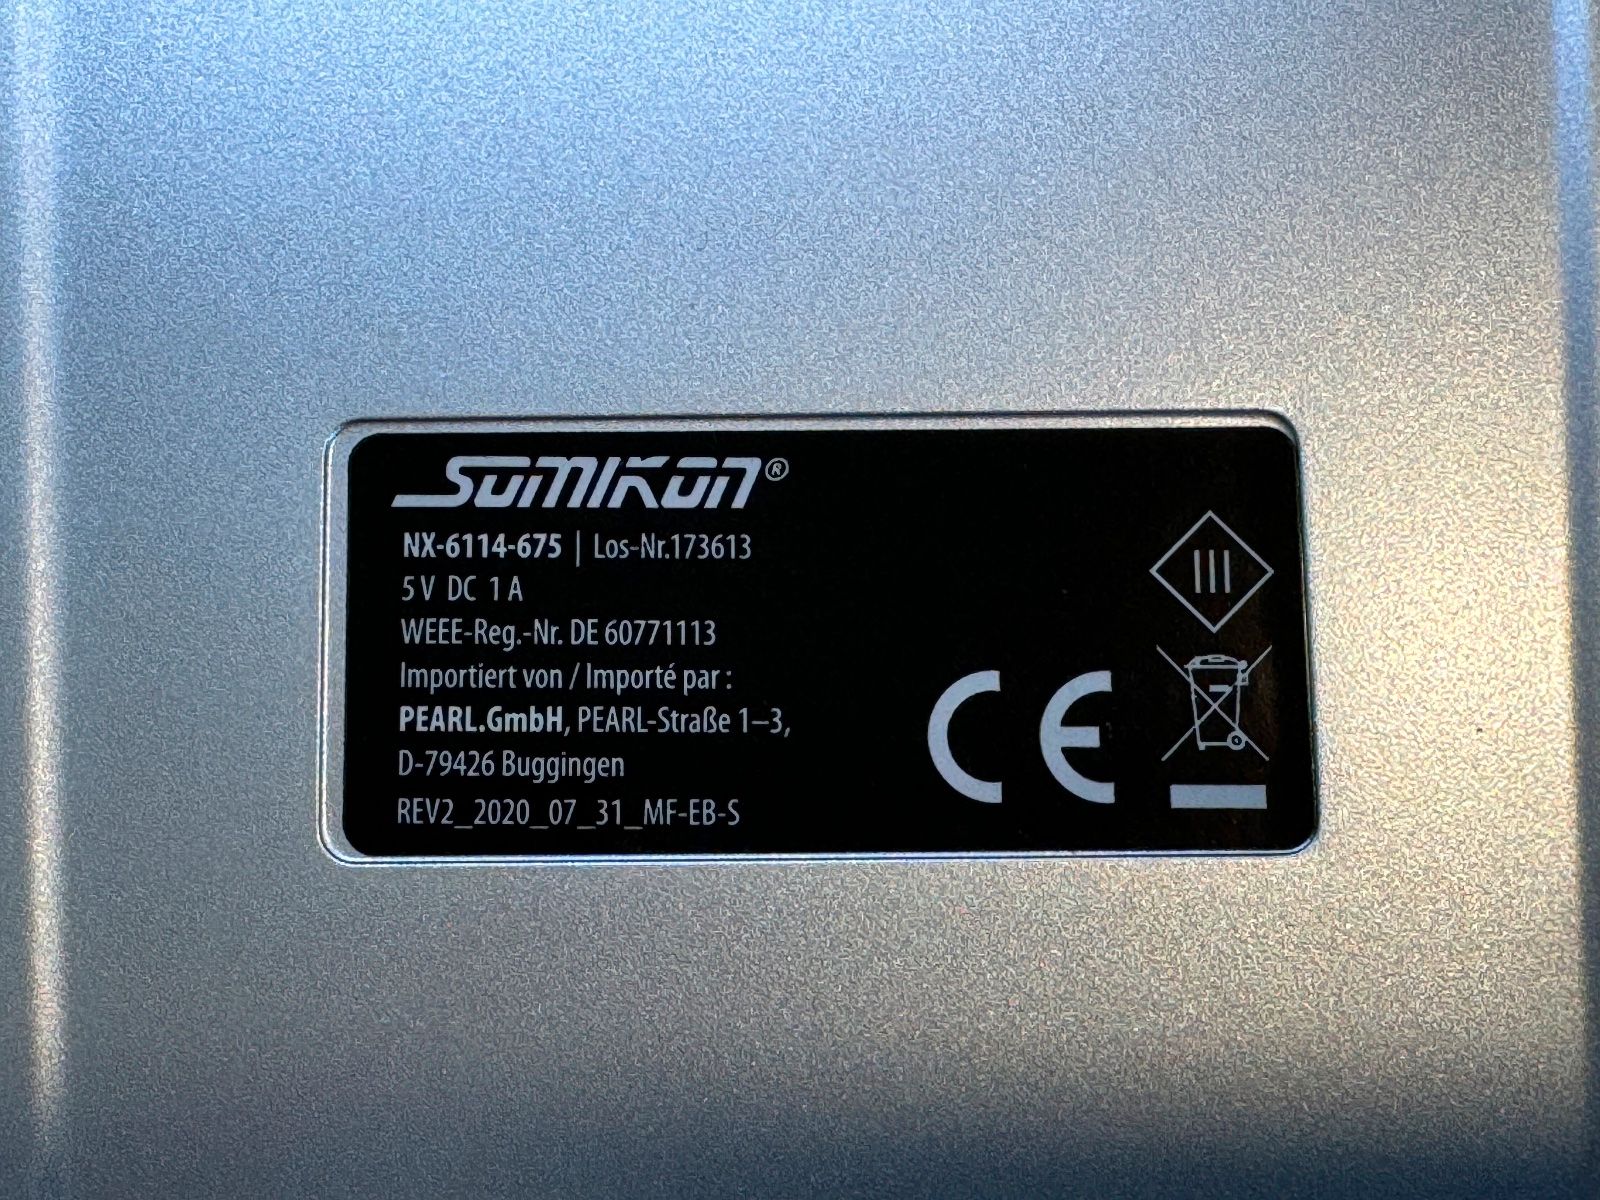 SOMIKON®
NX-6114-675 | Los-Nr.173613
5 V DC 1 A
WEEE-Reg.-Nr. DE 60771113
Importiert von / Importé par :
PEARL.GmbH, PEARL-Straße 1–3,
D-79426 Buggingen
REV2_2020_07_31_MF-EB-S
III
CE